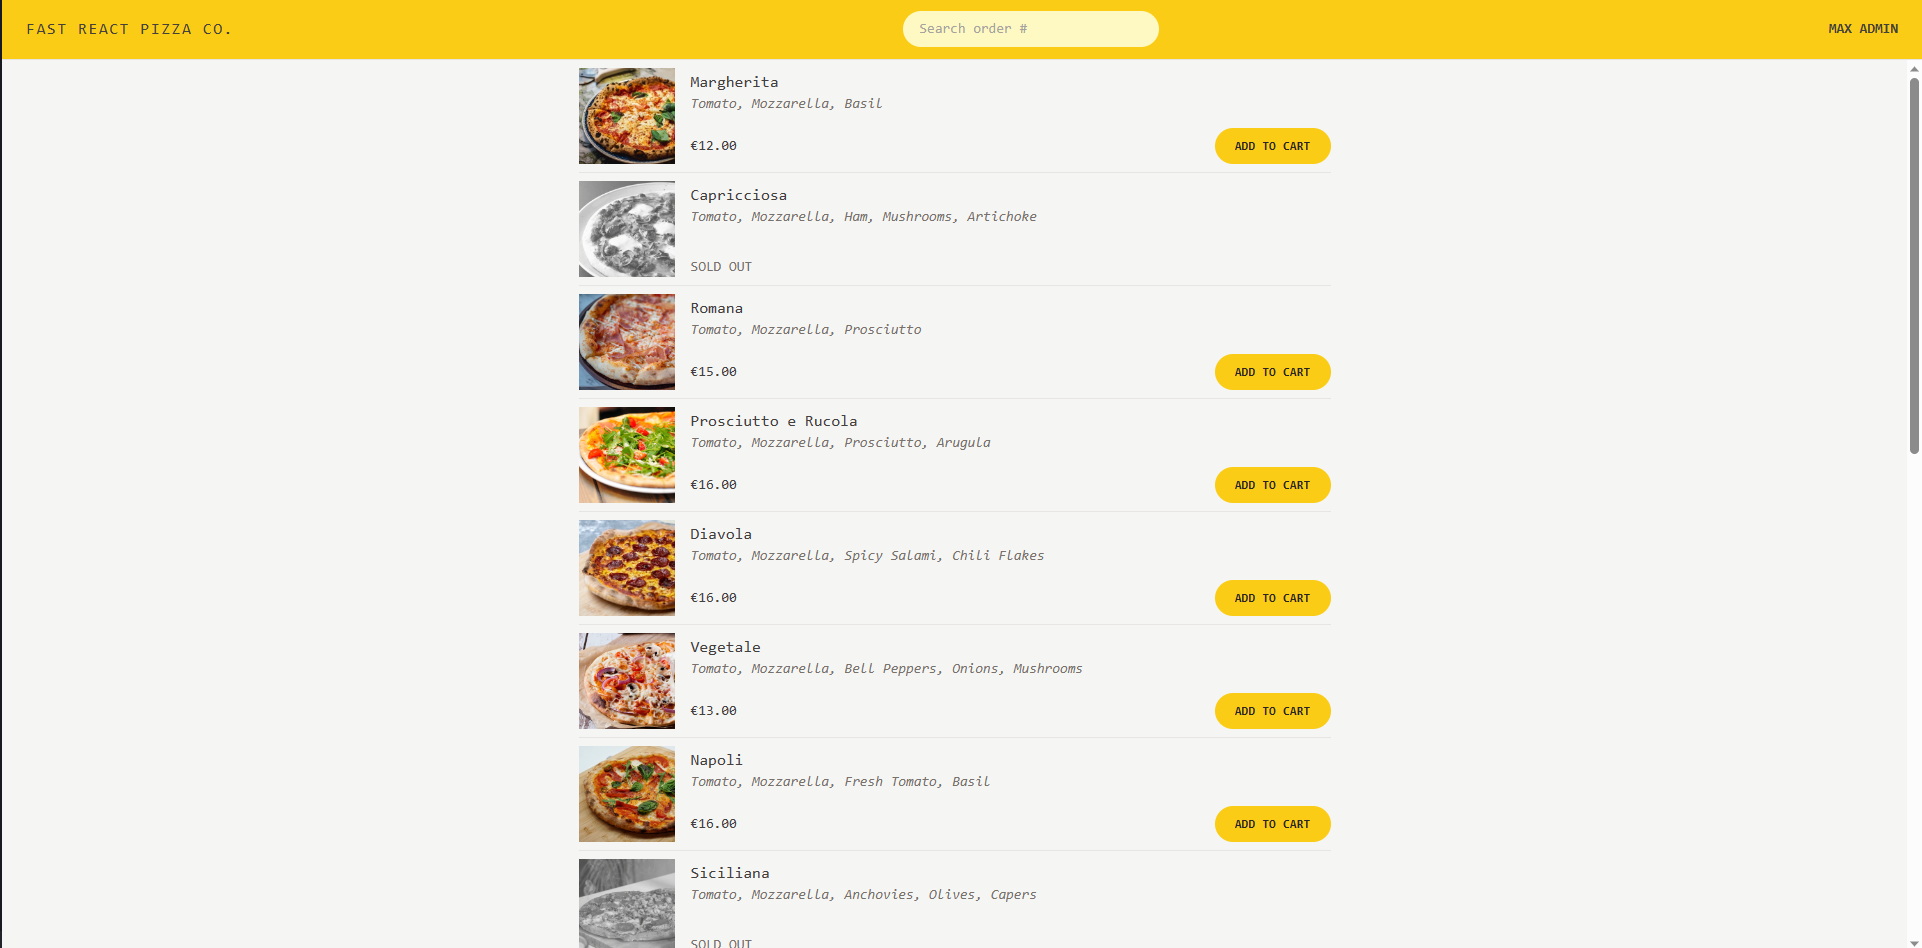 FAST REACT PIZZA CO.
Search order #
MAX ADMIN
Margherita
Tomato, Mozzarella, Basil
€12.00
ADD TO CART
Capricciosa
Tomato, Mozzarella, Ham, Mushrooms, Artichoke
SOLD OUT
Romana
Tomato, Mozzarella, Prosciutto
€15.00
ADD TO CART
Prosciutto e Rucola
Tomato, Mozzarella, Prosciutto, Arugula
€16.00
ADD TO CART
Diavola
Tomato, Mozzarella, Spicy Salami, Chili Flakes
€16.00
ADD TO CART
Vegetale
Tomato, Mozzarella, Bell Peppers, Onions, Mushrooms
€13.00
ADD TO CART
Napoli
Tomato, Mozzarella, Fresh Tomato, Basil
€16.00
ADD TO CART
Siciliana
Tomato, Mozzarella, Anchovies, Olives, Capers
SOLD OUT